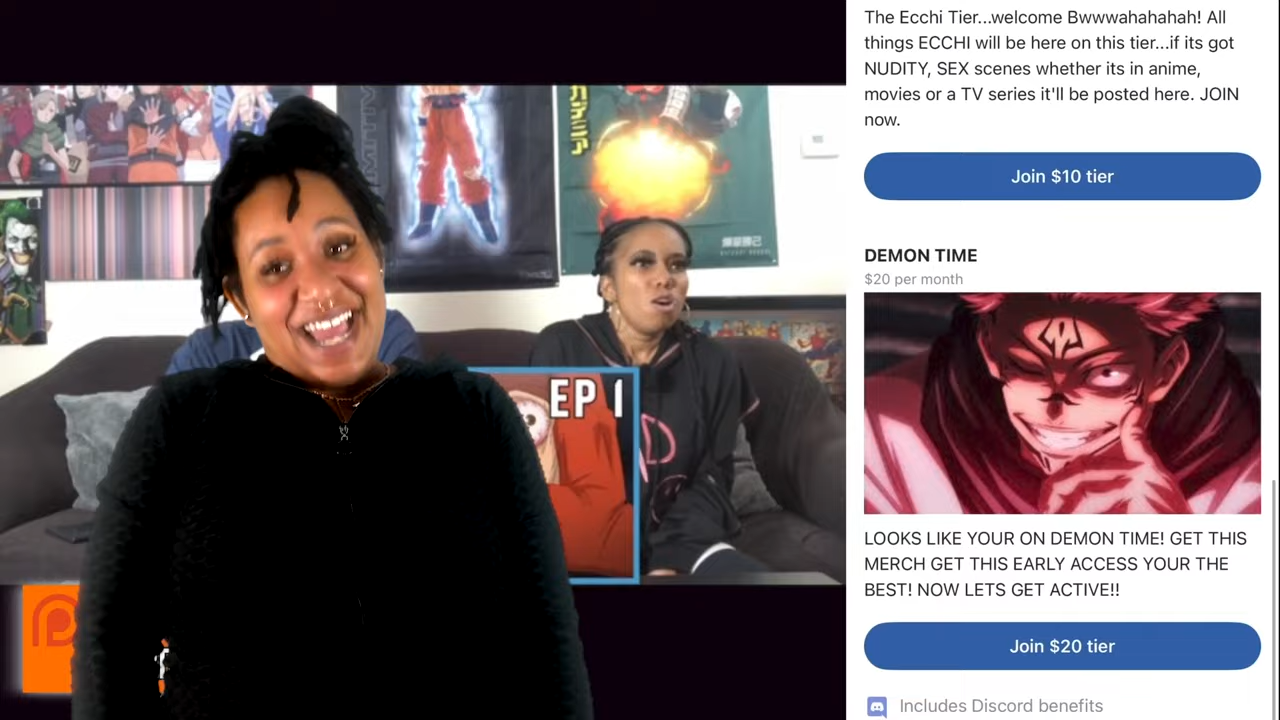 The Ecchi Tier...welcome Bwwwahahahah! All
things ECCHI will be here on this tier...if its got
NUDITY, SEX scenes whether its in anime,
movies or a TV series it'll be posted here. JOIN
now.
Join $10 tier
DEMON TIME
$20 per month
LOOKS LIKE YOUR ON DEMON TIME! GET THIS
MERCH GET THIS EARLY ACCESS YOUR THE
BEST! NOW LETS GET ACTIVE!!
Join $20 tier
Includes Discord benefits
EP 1